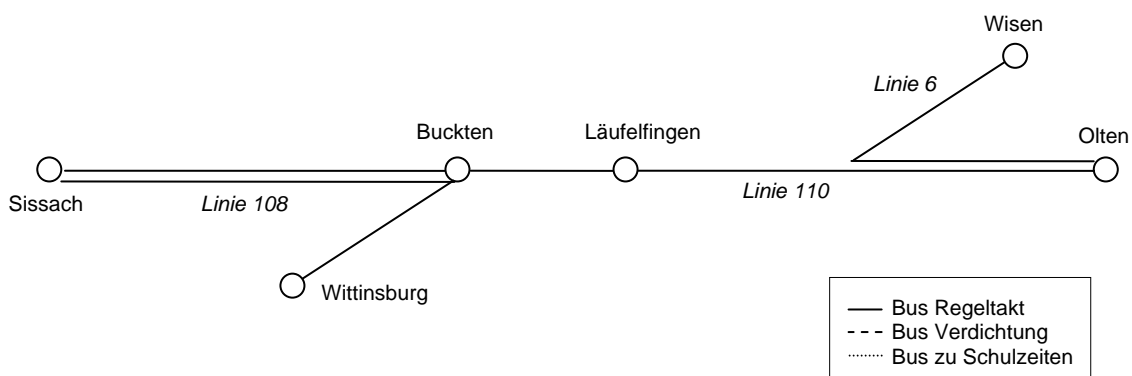 Wisen
Linie 6
Buckten
Läufelfingen
Olten
Sissach
Linie 108
Linie 110
Wittinsburg
Bus Regeltakt
Bus Verdichtung
Bus zu Schulzeiten